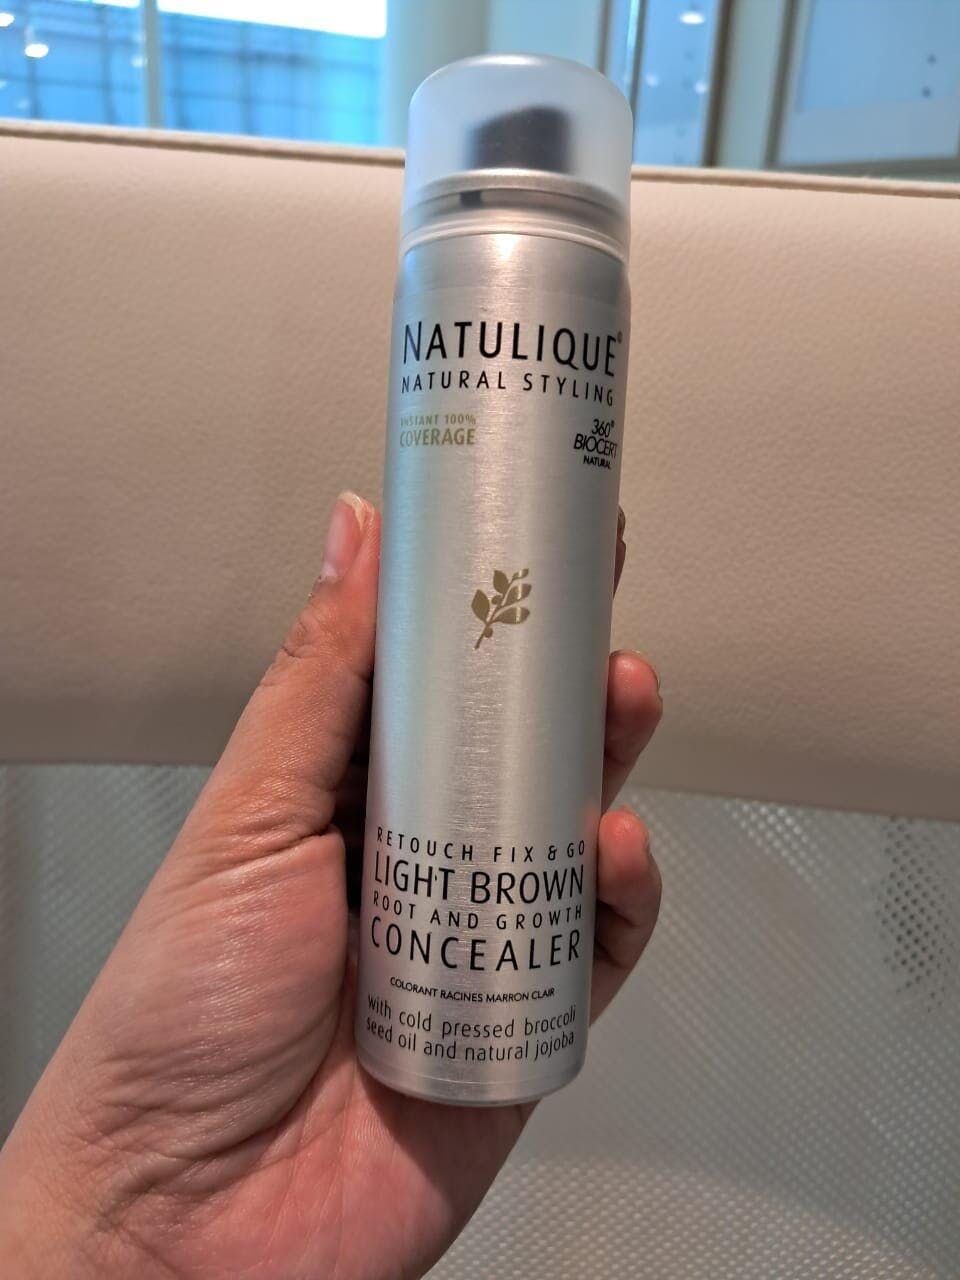 NATULIQUE®
NATURAL STYLING
INSTANT 100%
COVERAGE
360°
BIOCERT
NATURAL
RETOUCH FIX & GO
LIGHT BROWN
ROOT AND GROWTH
CONCEALER
COLORANT RACINES MARRON CLAIR
with cold pressed broccoli
seed oil and natural jojoba